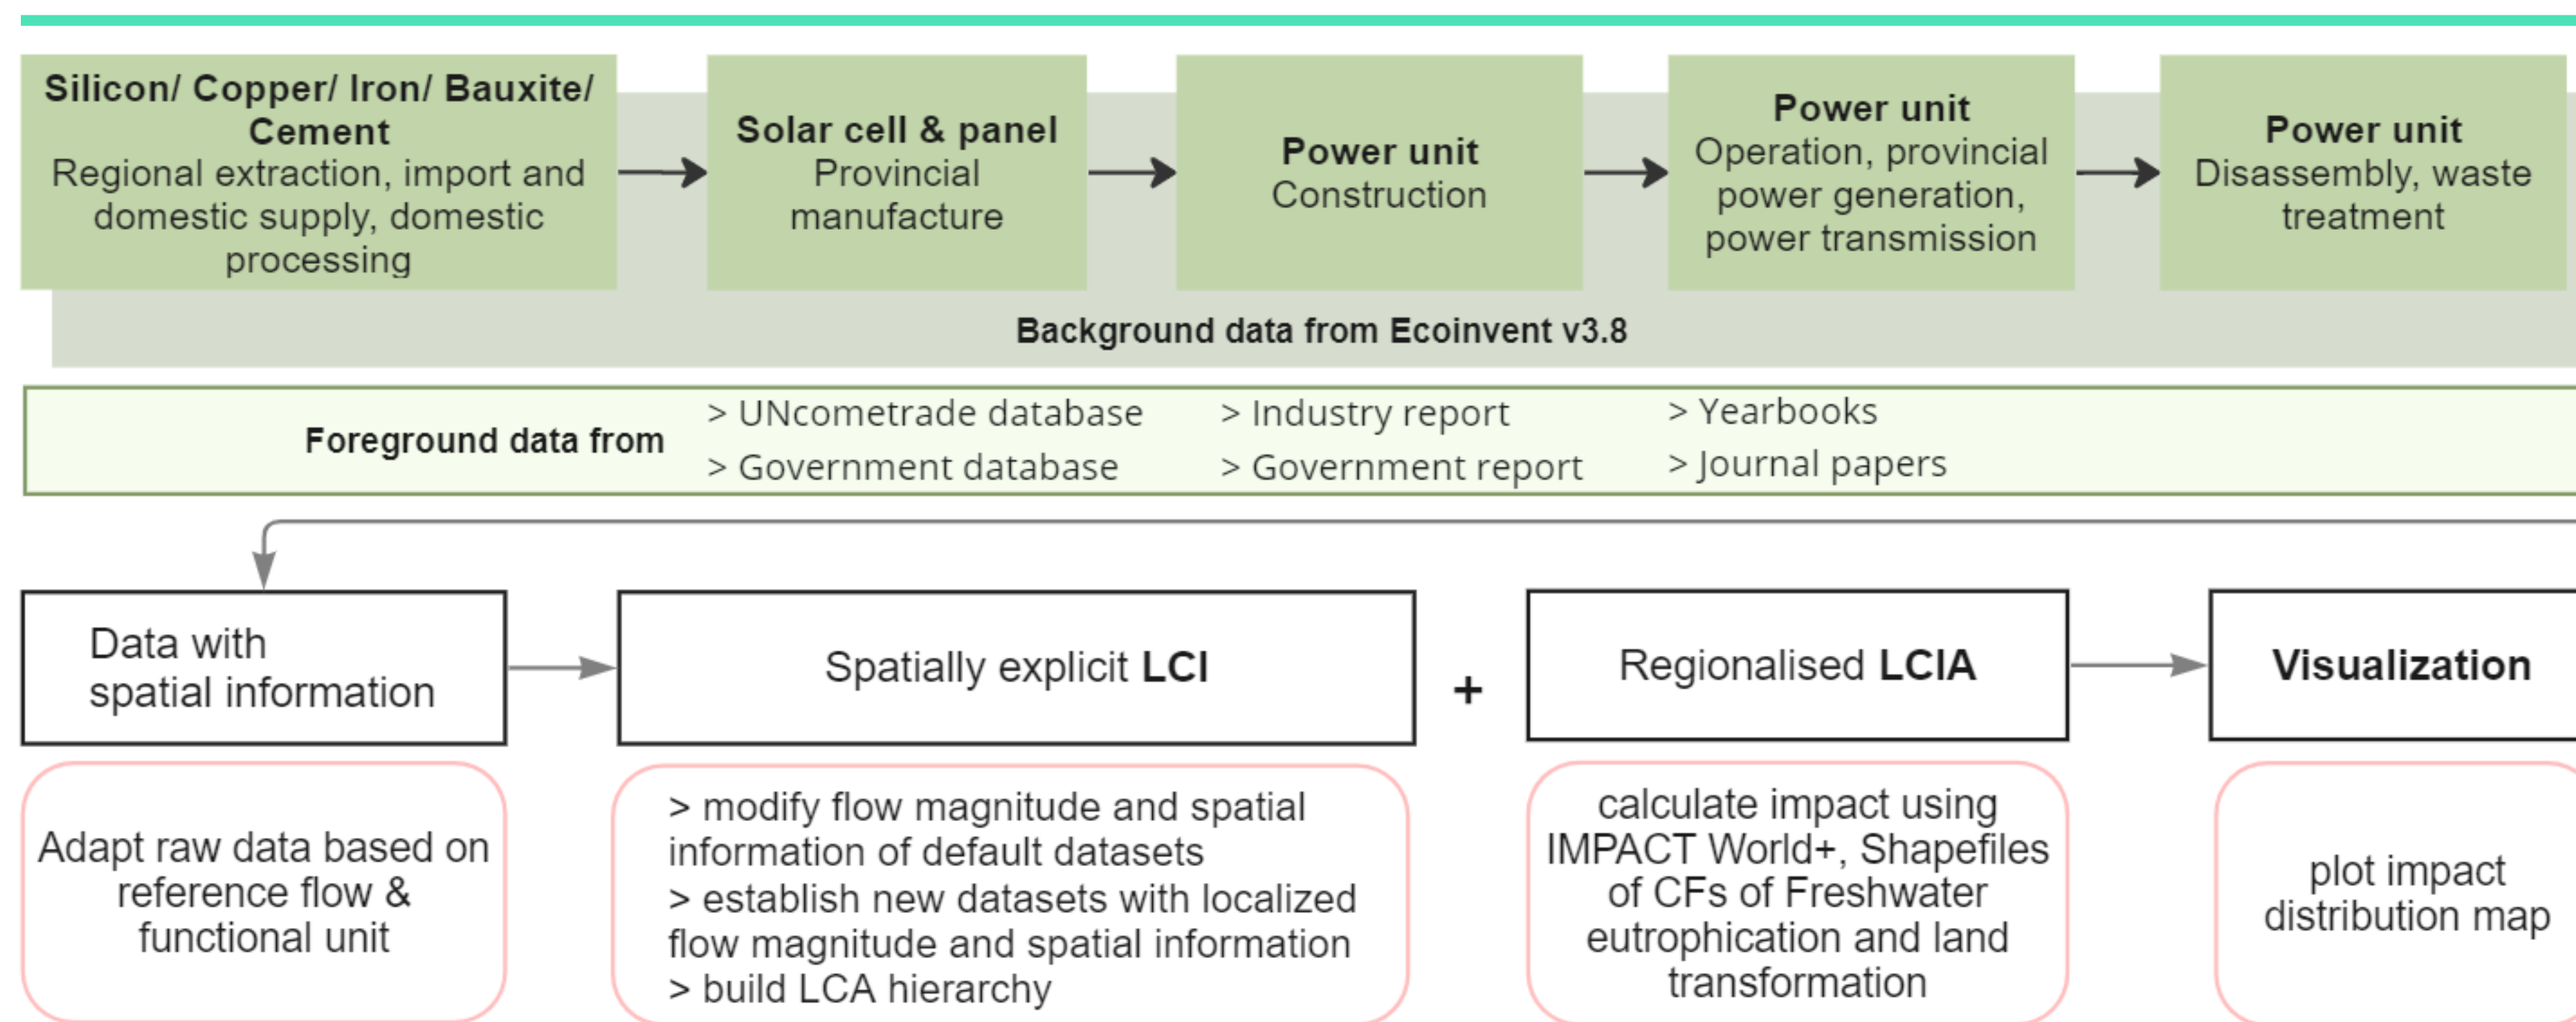 Silicon/ Copper/ Iron/ Bauxite/
Cement
Regional extraction, import and
domestic supply, domestic
processing
Solar cell & panel
Provincial
manufacture
Power unit
Construction
Power unit
Operation, provincial
power generation,
power transmission
Power unit
Disassembly, waste
treatment
Background data from Ecoinvent v3.8
Foreground data from
> UNcometrade database
> Government database
> Industry report
> Government report
> Yearbooks
> Journal papers
Data with
spatial information
Spatially explicit LCI
+
Regionalised LCIA
Visualization
Adapt raw data based on
reference flow &
functional unit
> modify flow magnitude and spatial
information of default datasets
> establish new datasets with localized
flow magnitude and spatial information
> build LCA hierarchy
calculate impact using
IMPACT World+, Shapefiles
of CFs of Freshwater
eutrophication and land
transformation
plot impact
distribution map